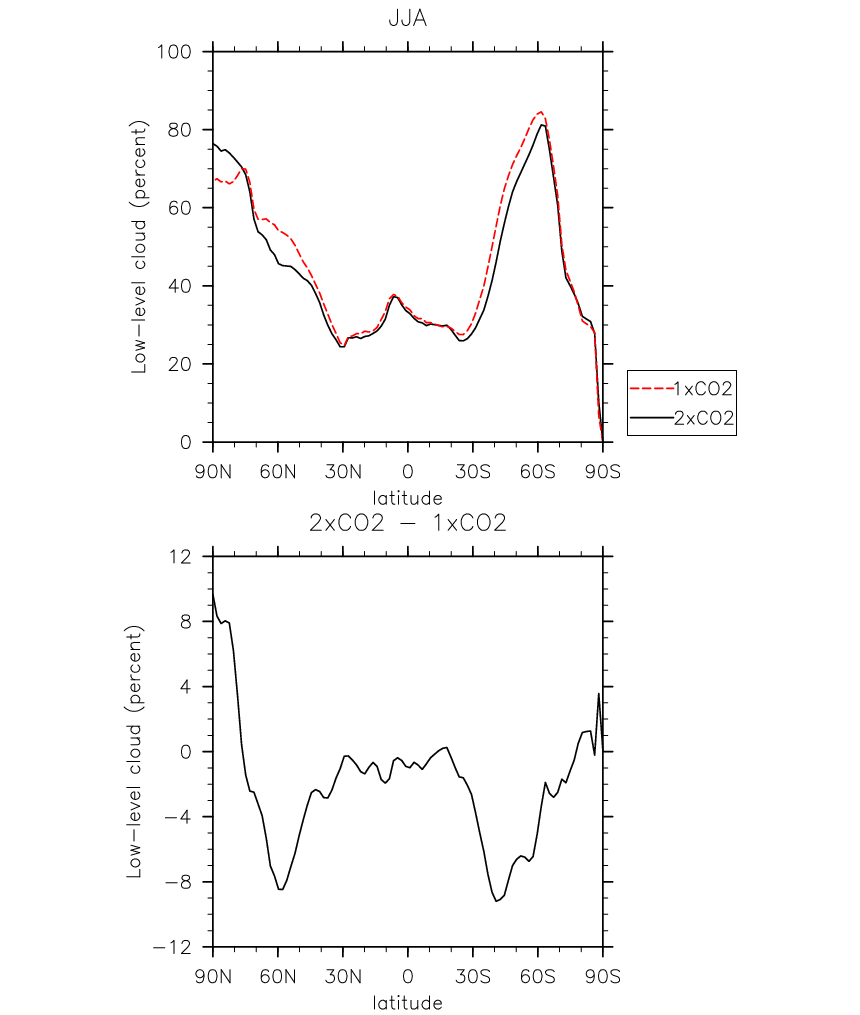 JJA
100
80
60
40
20
0
Low-level cloud (percent)
90N 60N 30N 0 30S 60S 90S
latitude
1xCO2
2xCO2
2xCO2 - 1xCO2
12
8
4
0
-4
-8
-12
Low-level cloud (percent)
90N 60N 30N 0 30S 60S 90S
latitude